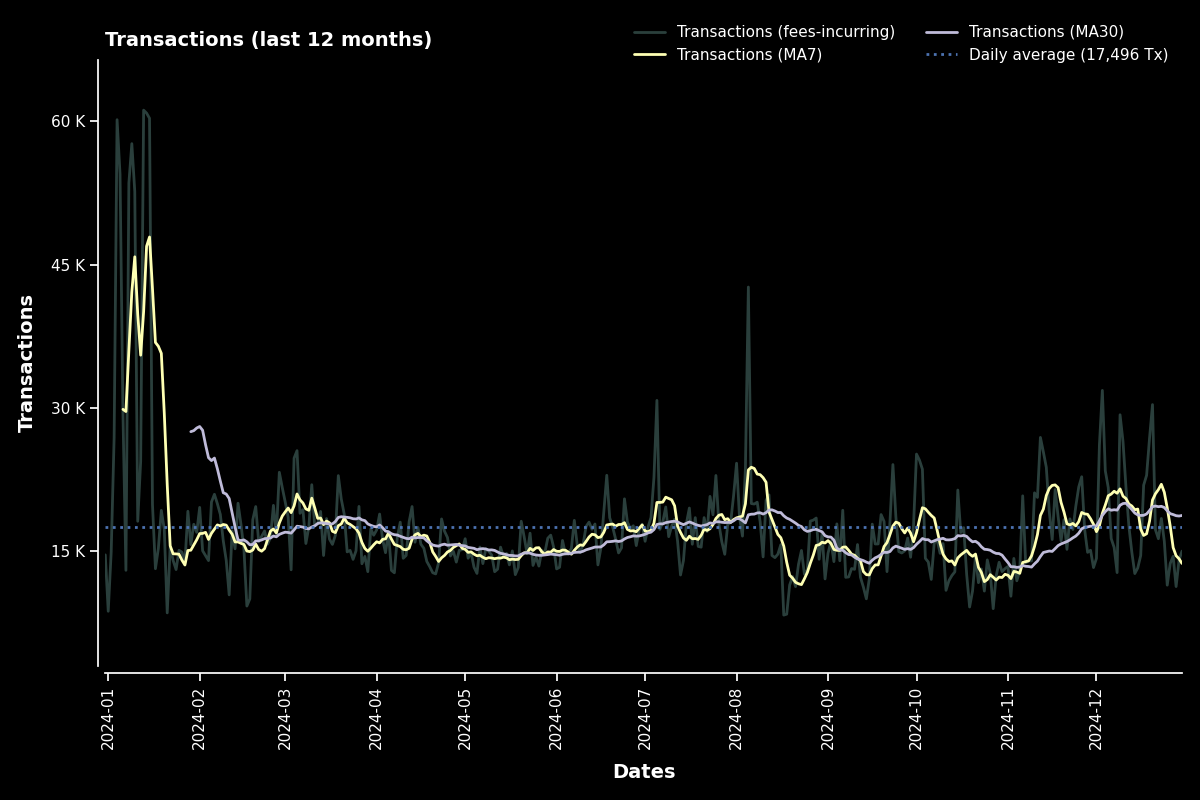 Transactions (last 12 months)
Transactions (fees-incurring)
Transactions (MA7)
Transactions (MA30)
Daily average (17,496 Tx)
Transactions
60 K
45 K
30 K
15 K
2024-01
2024-02
2024-03
2024-04
2024-05
2024-06
2024-07
2024-08
2024-09
2024-10
2024-11
2024-12
Dates